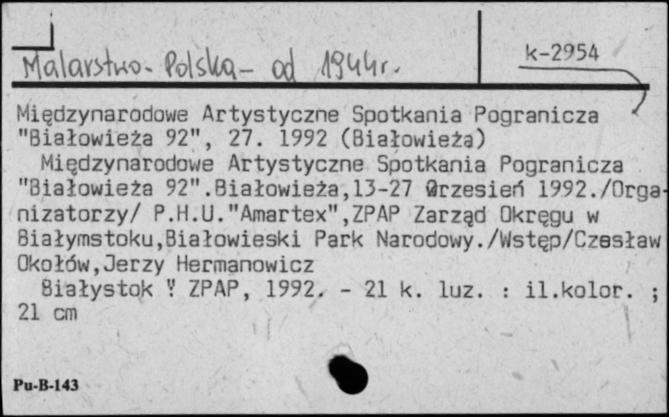 Malarstwo - Polska - od 1944r.
k-2954
Międzynarodowe Artystyczne Spotkania Pogranicza
"Białowieża 92", 27. 1992 (Białowieża)
Międzynarodowe Artystyczne Spotkania Pogranicza
"Białowieża 92".Białowieża,13-27 Wrzesień 1992./Orga-
nizatorzy/ P.H.U."Amartex",ZPAP Zarząd Okręgu w
Białymstoku,Białowieski Park Narodowy./Wstęp/Czesław
Okołów,Jerzy Hermanowicz
Białystok : ZPAP, 1992. - 21 k. luz. : il.kolor. ;
21 cm
Pu-B-143